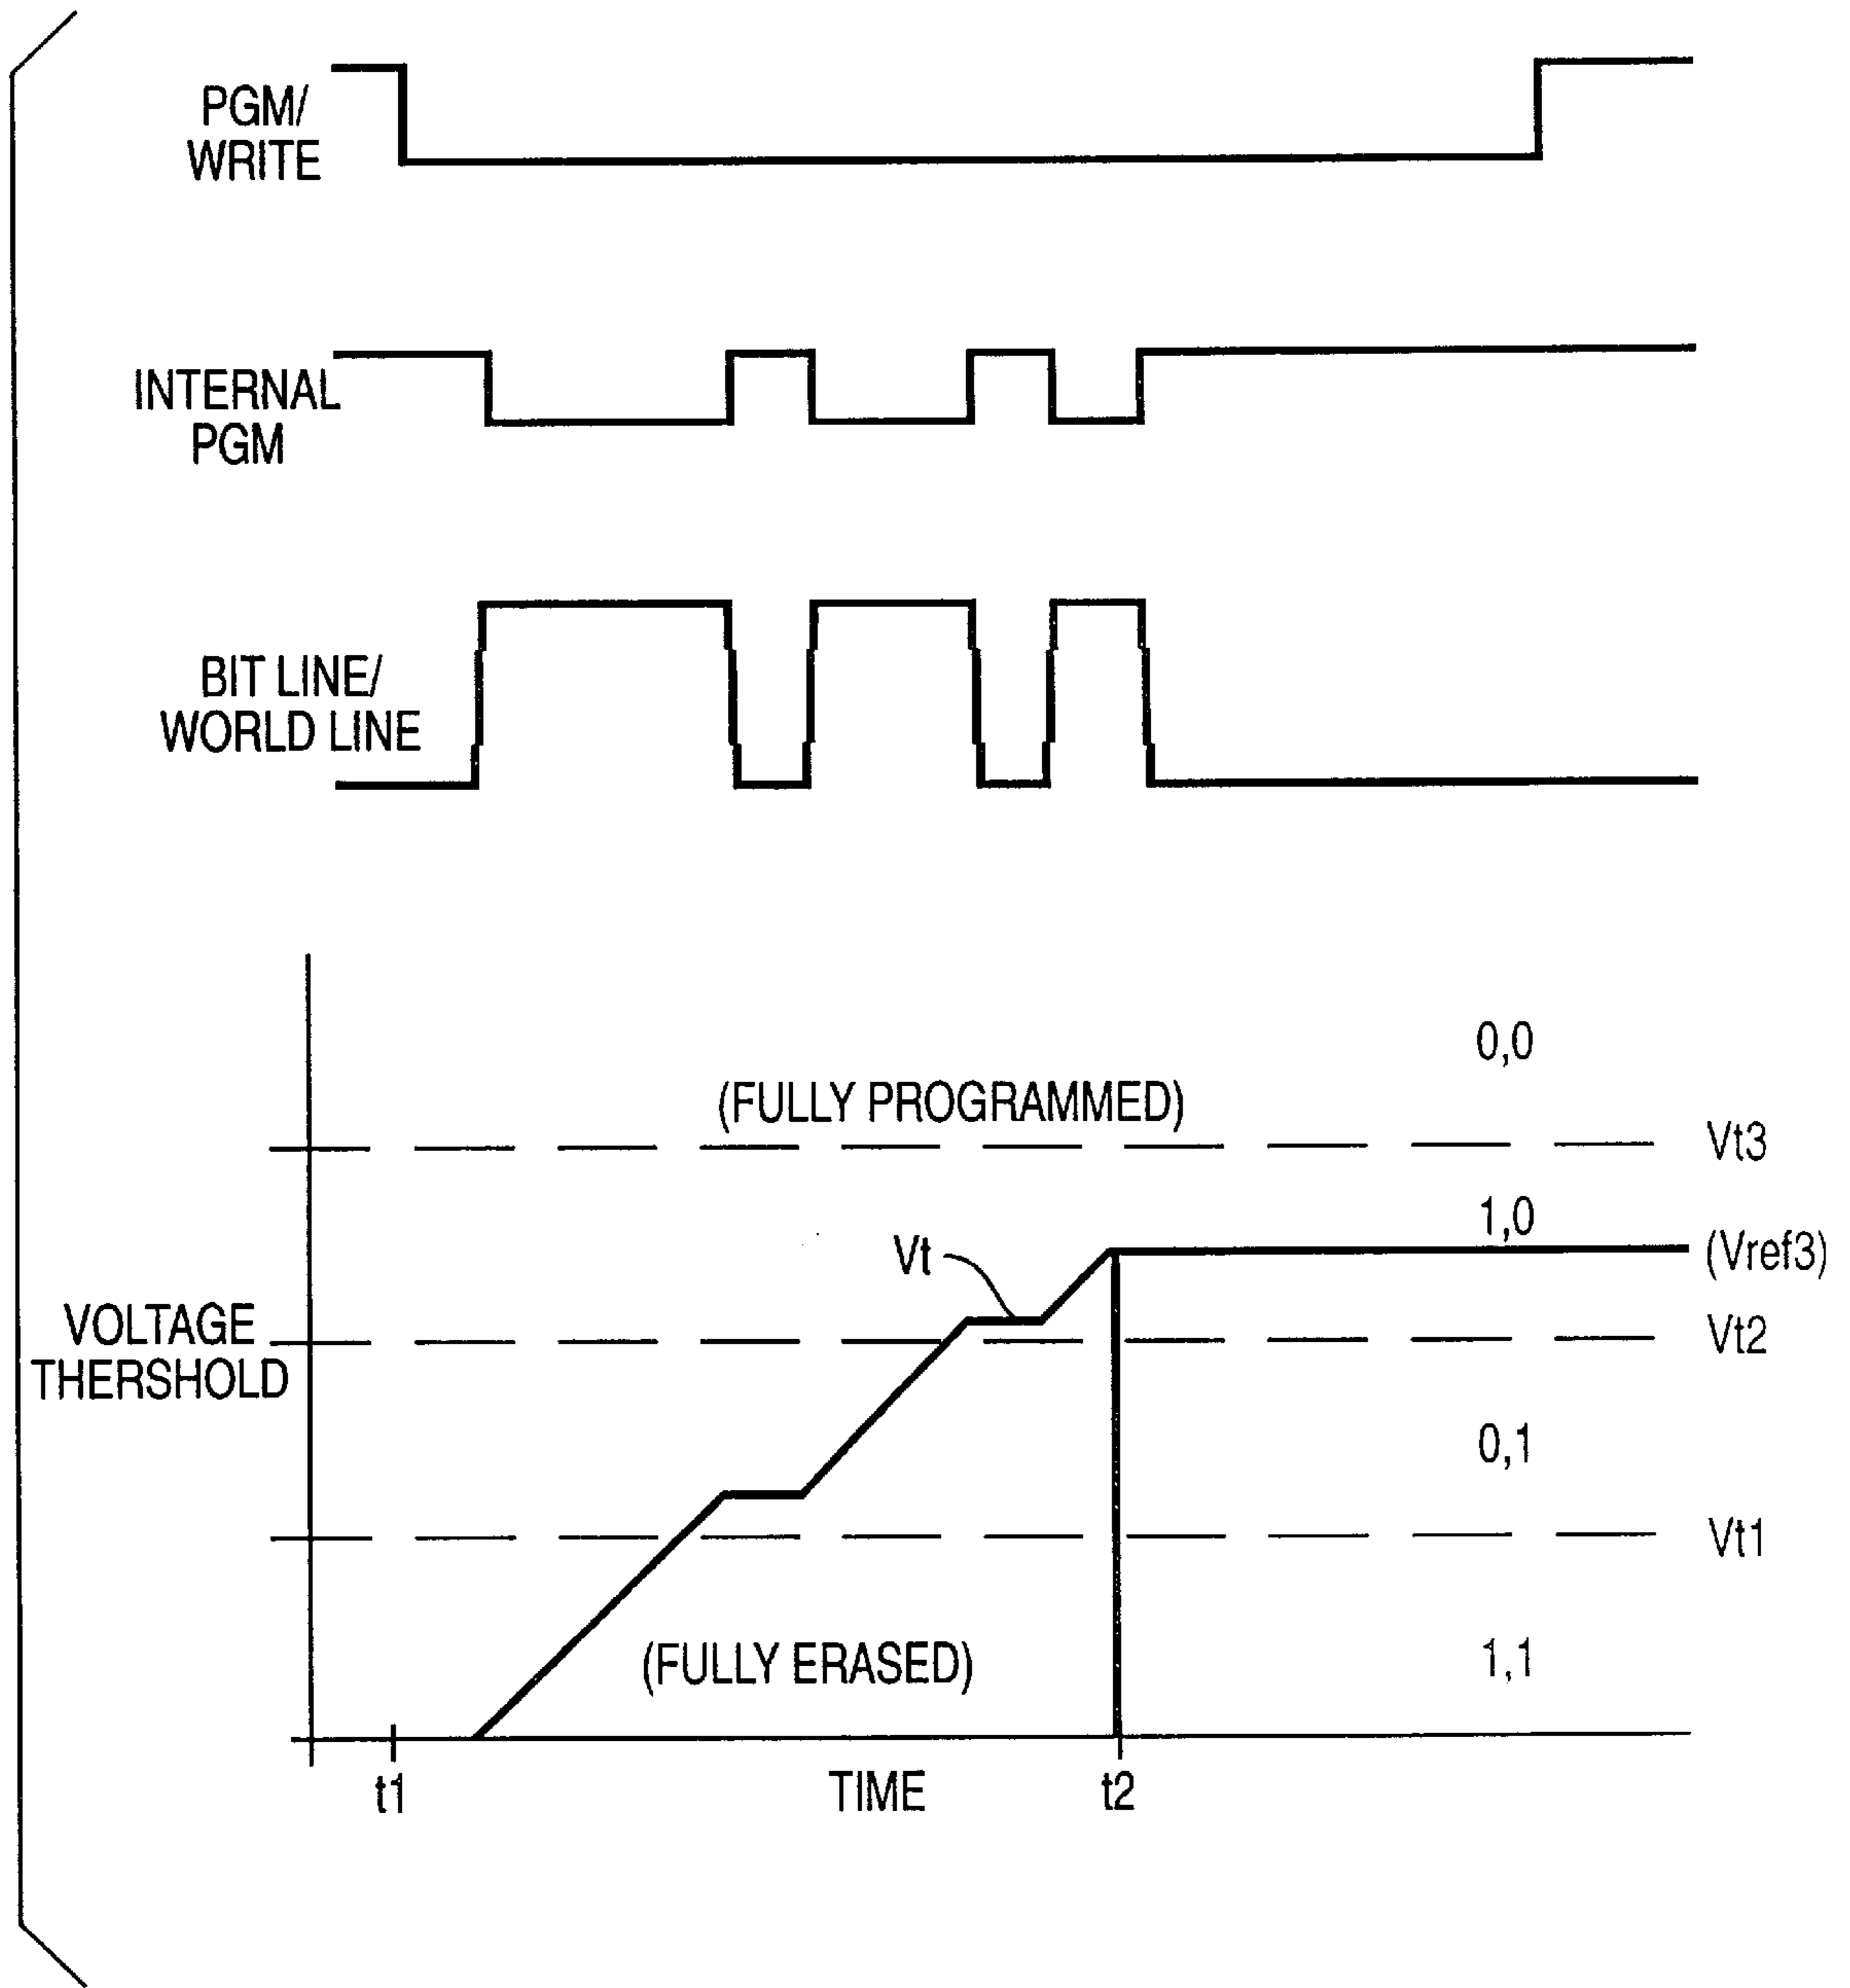 PGM/
WRITE
INTERNAL
PGM
BIT LINE/
WORLD LINE
0,0
(FULLY PROGRAMMED)
Vt3
1,0
Vt
(Vref3)
VOLTAGE
THERSHOLD
Vt2
0,1
Vt1
(FULLY ERASED)
1,1
t1
TIME
t2